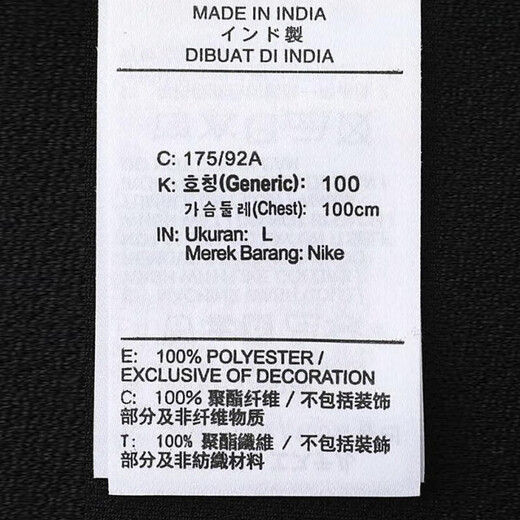 MADE IN INDIA
インド製
DIBUAT DI INDIA
C: 175/92A
K: 호칭(Generic): 100
가슴둘레(Chest): 100cm
IN: Ukuran: L
Merek Barang: Nike
E: 100% POLYESTER /
EXCLUSIVE OF DECORATION
C: 100% 聚酯纤维 / 不包括装饰
部分及非纤维物质
T: 100% 聚酯纖維 / 不包括裝飾
部分及非紡織材料